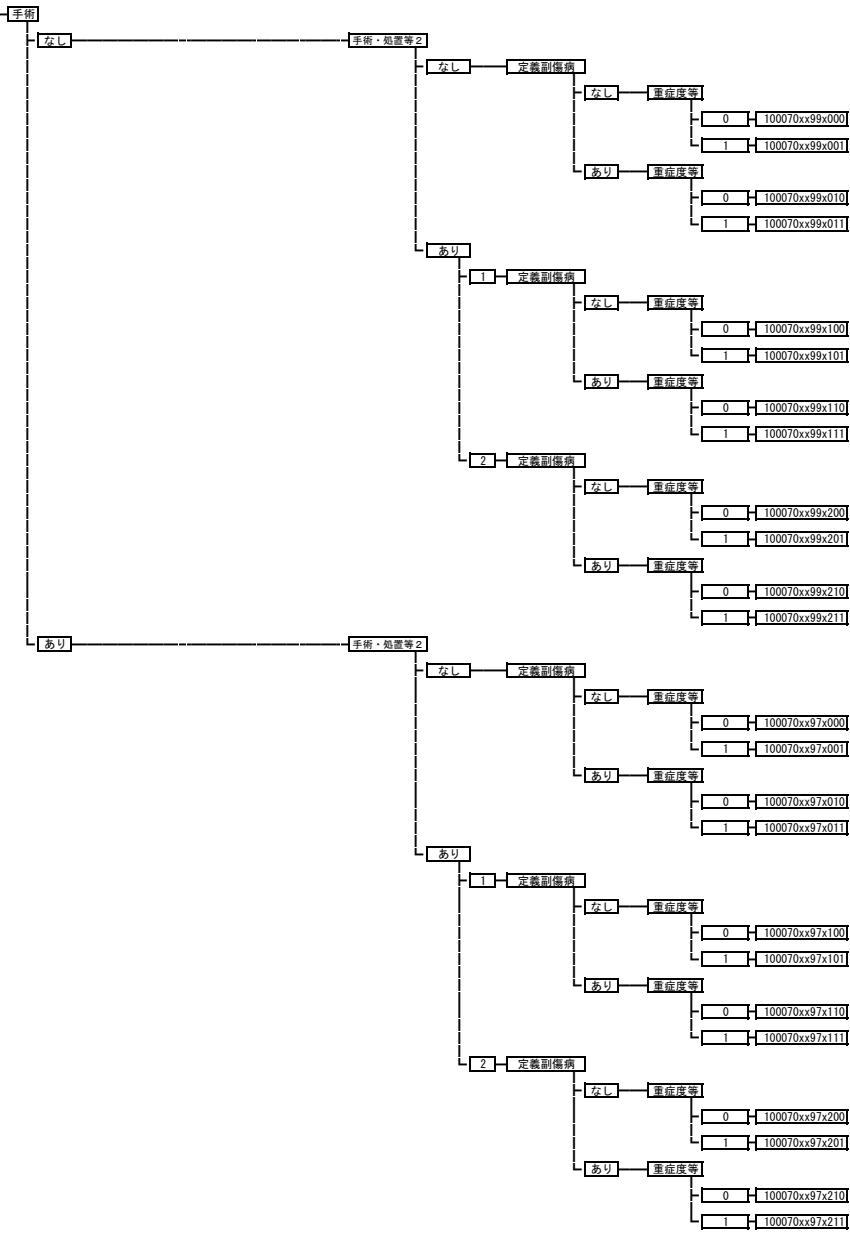 手術
なし 手術・処置等2
なし 定義副傷病
なし 重症度等
0 100070xx99x000
1 100070xx99x001
あり 重症度等
0 100070xx99x010
1 100070xx99x011
あり
1 定義副傷病
なし 重症度等
0 100070xx99x100
1 100070xx99x101
あり 重症度等
0 100070xx99x110
1 100070xx99x111
2 定義副傷病
なし 重症度等
0 100070xx99x200
1 100070xx99x201
あり 重症度等
0 100070xx99x210
1 100070xx99x211
あり 手術・処置等2
なし 定義副傷病
なし 重症度等
0 100070xx97x000
1 100070xx97x001
あり 重症度等
0 100070xx97x010
1 100070xx97x011
あり
1 定義副傷病
なし 重症度等
0 100070xx97x100
1 100070xx97x101
あり 重症度等
0 100070xx97x110
1 100070xx97x111
2 定義副傷病
なし 重症度等
0 100070xx97x200
1 100070xx97x201
あり 重症度等
0 100070xx97x210
1 100070xx97x211